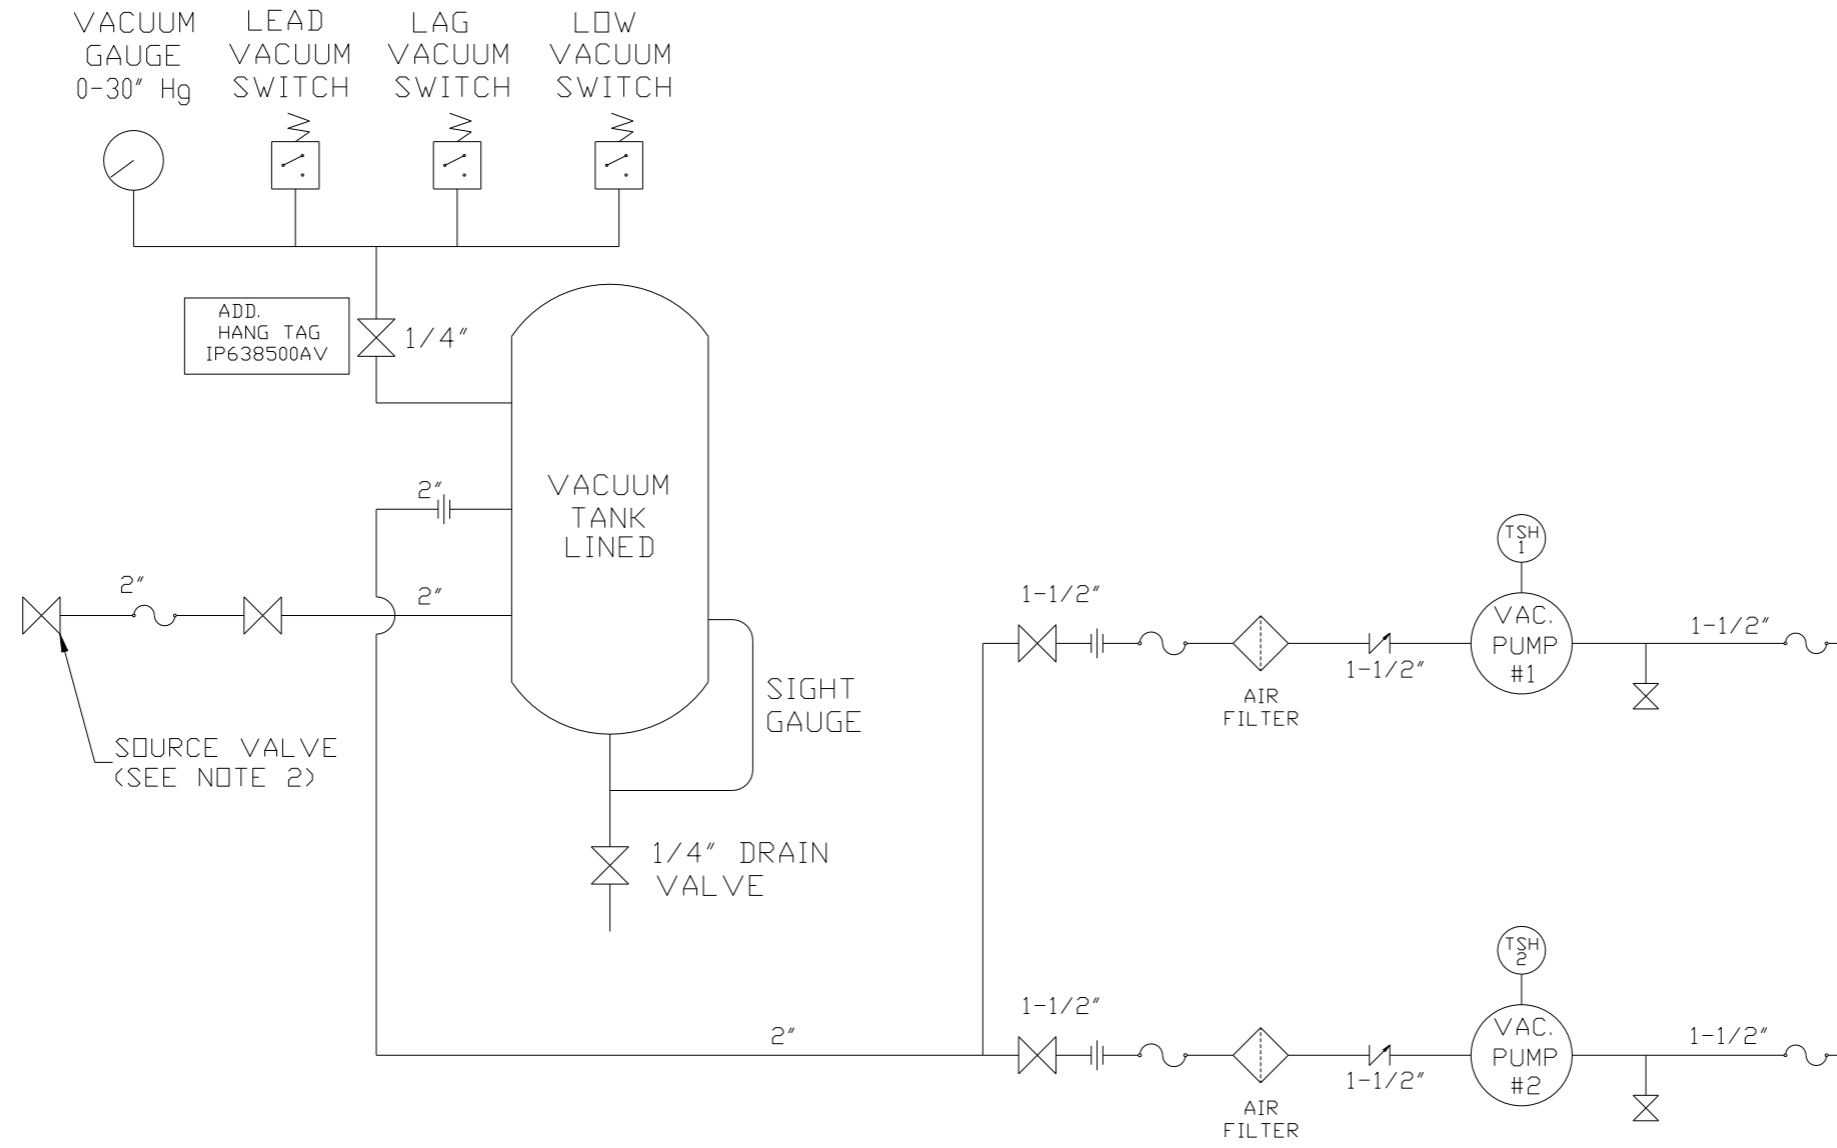 VACUUM
GAUGE
0-30" Hg
LEAD
VACUUM
SWITCH
LAG
VACUUM
SWITCH
LOW
VACUUM
SWITCH
ADD.
HANG TAG
IP638500AV
1/4"
VACUUM
TANK
LINED
2"
2"
2"
SOURCE VALVE
(SEE NOTE 2)
SIGHT
GAUGE
1/4" DRAIN
VALVE
2"
1-1/2"
AIR
FILTER
1-1/2"
TSH
1
VAC.
PUMP
#1
1-1/2"
1-1/2"
AIR
FILTER
1-1/2"
TSH
2
VAC.
PUMP
#2
1-1/2"